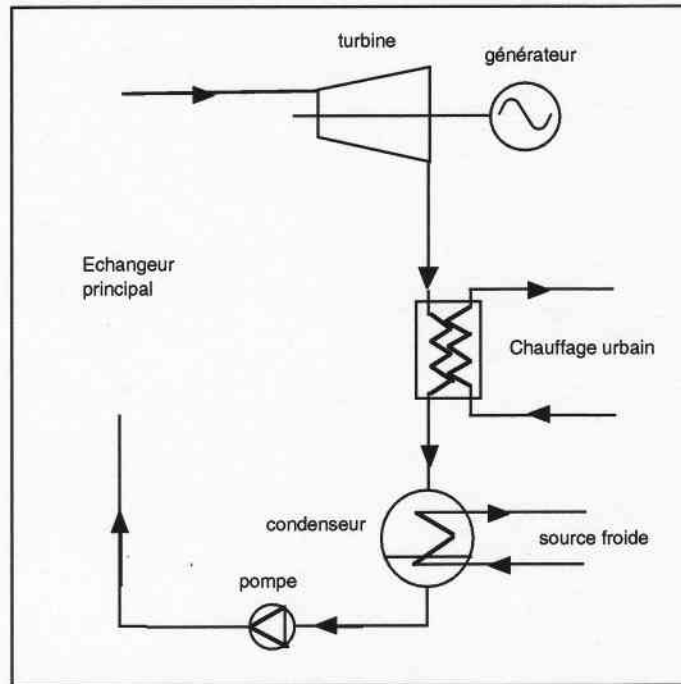 turbine
générateur
Echangeur
principal
Chauffage urbain
condenseur
source froide
pompe